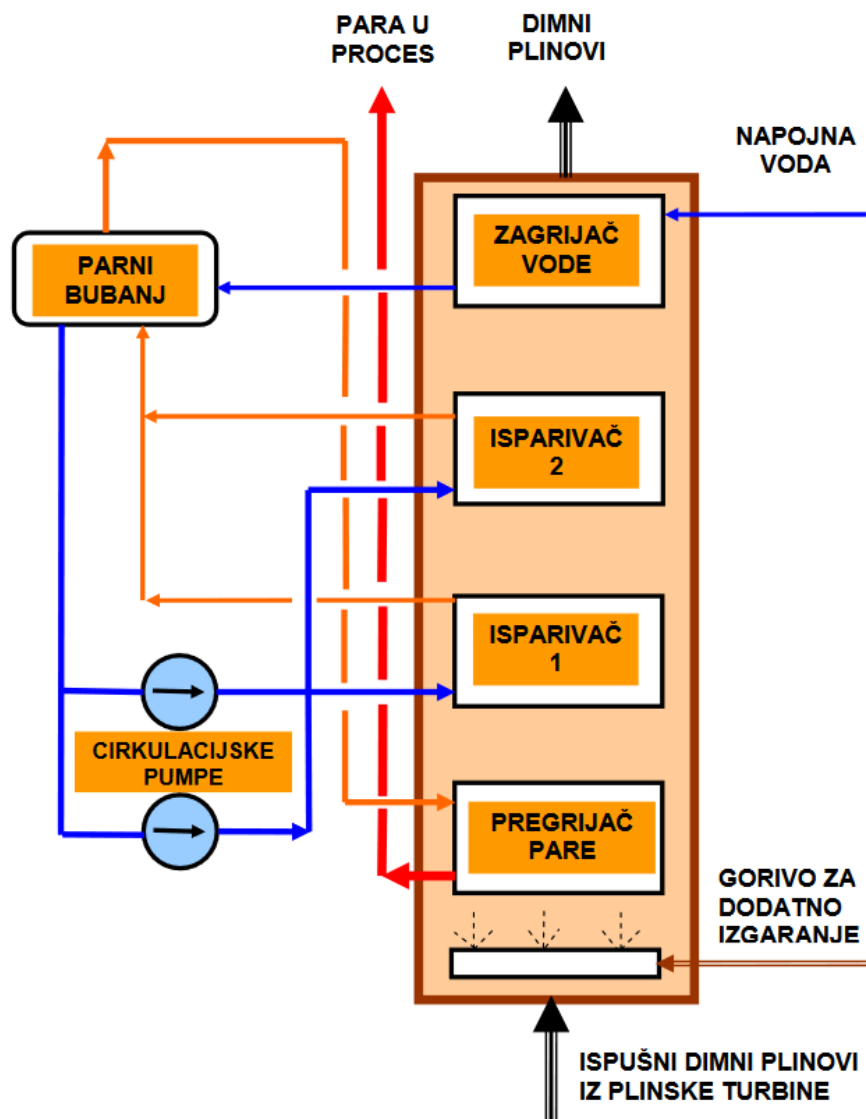 PARA U
PROCES
DIMNI
PLINOVI
NAPOJNA
VODA
ZAGRIJAČ
VODE
PARNI
BUBANJ
ISPARIVAČ
2
ISPARIVAČ
1
CIRKULACIJSKE
PUMPE
PREGRIJAČ
PARE
GORIVO ZA
DODATNO
IZGARANJE
ISPUŠNI DIMNI PLINOVI
IZ PLINSKE TURBINE